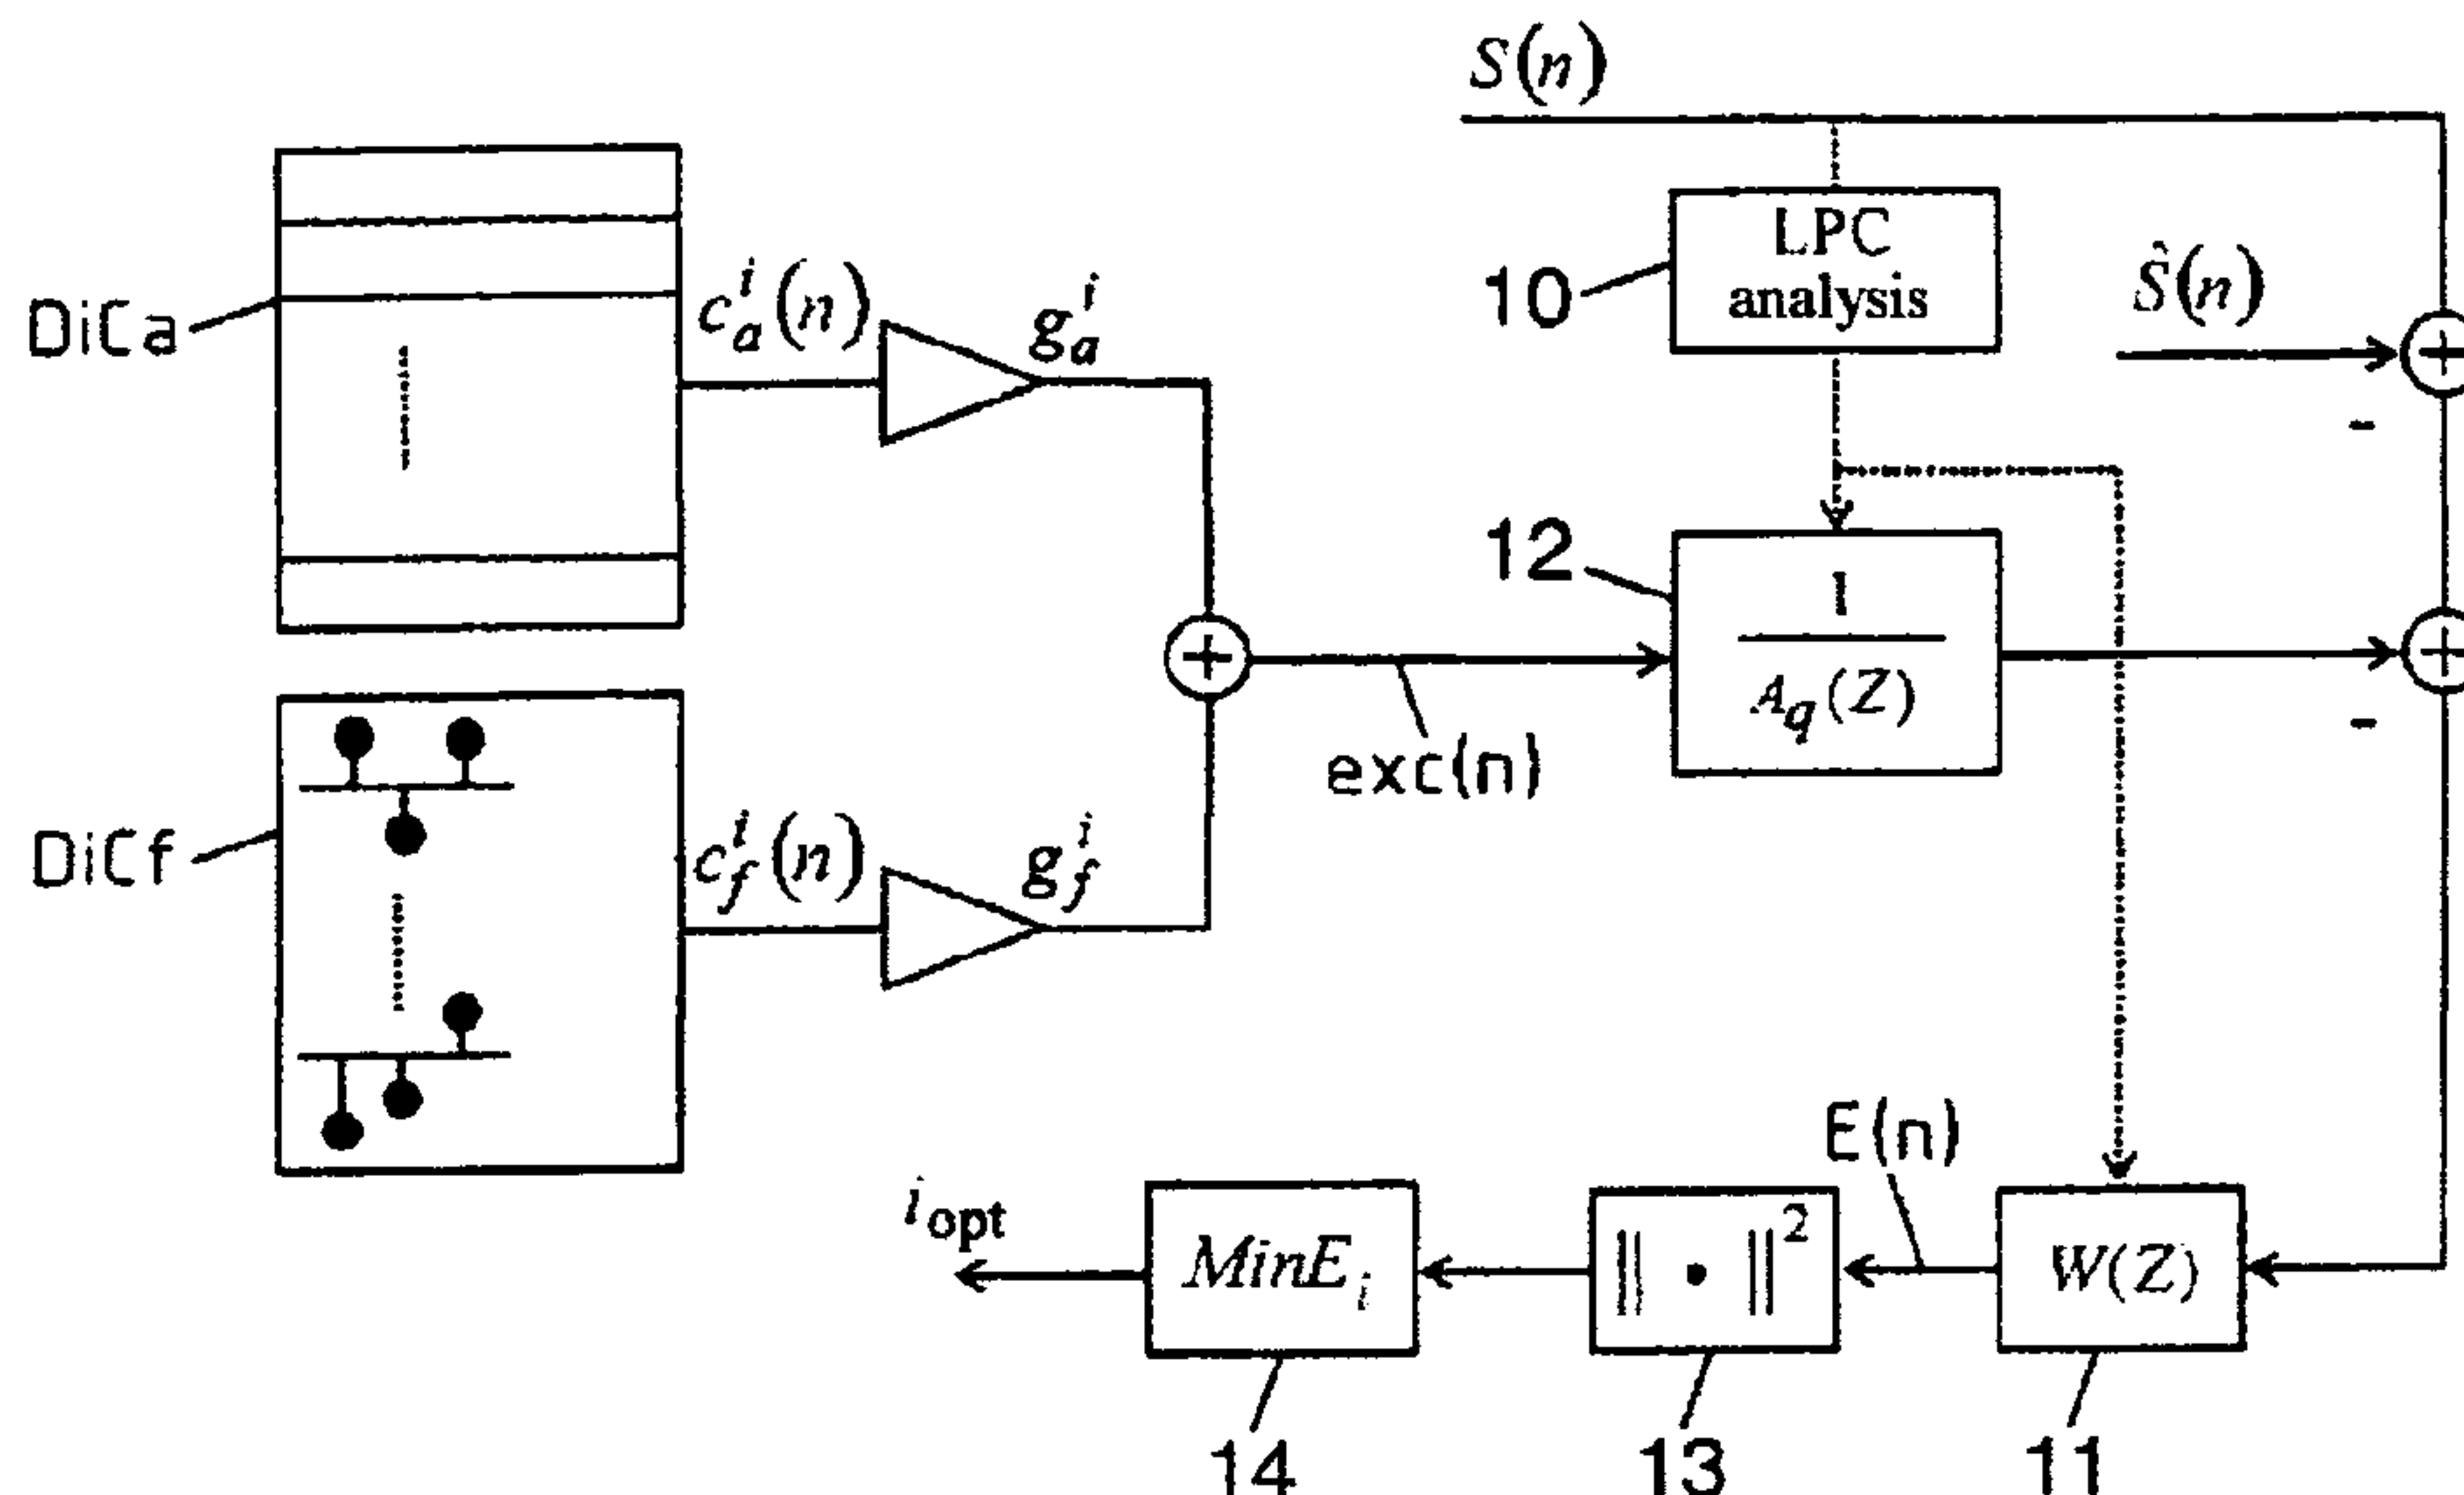 S(n)
LPC
analysis
10
Ŝ(n)
DiCa
c_a^i(n)
g_a^i
-
12
1
A_q(Z)
exc(n)
-
DiCf
c_f^i(n)
g_f^i
E(n)
i_opt
MinE_i
‖ • ‖²
W(Z)
14
13
11